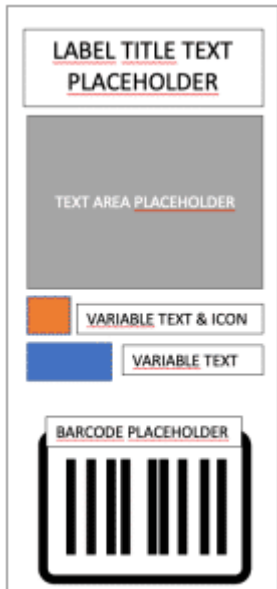 LABEL TITLE TEXT
PLACEHOLDER
TEXT AREA PLACEHOLDER
VARIABLE TEXT & ICON
VARIABLE TEXT
BARCODE PLACEHOLDER